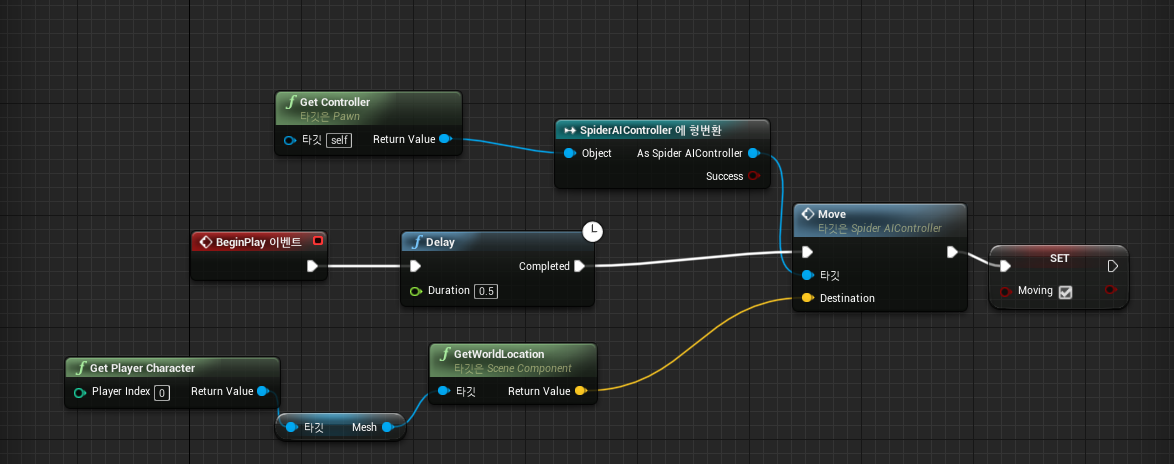 Get Controller
타깃은 Pawn
타깃 self Return Value
SpiderAIController 에 형변환
Object As Spider AIController
Success
BeginPlay 이벤트
Delay
Completed
Duration 0.5
Move
타깃은 Spider AIController
타깃
Destination
SET
Moving
Get Player Character
Player Index 0 Return Value
타깃 Mesh
GetWorldLocation
타깃은 Scene Component
타깃 Return Value